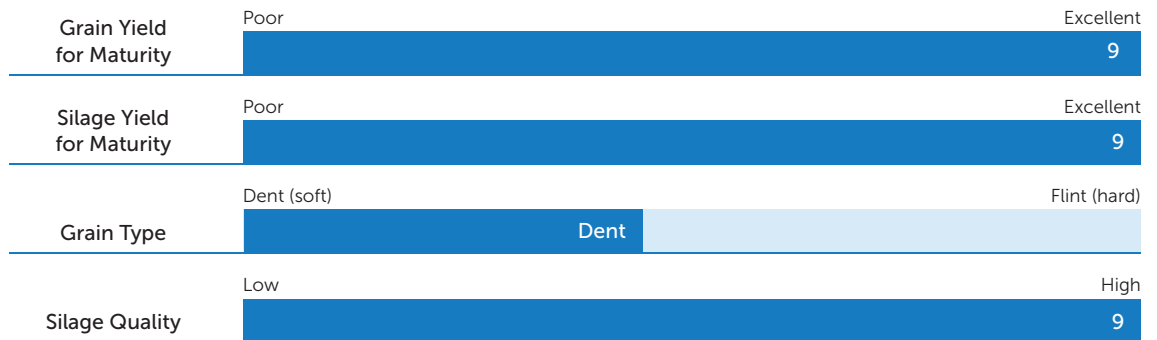 Grain Yield
for Maturity
Poor
Excellent
9
Silage Yield
for Maturity
Poor
Excellent
9
Grain Type
Dent (soft)
Flint (hard)
Dent
Silage Quality
Low
High
9